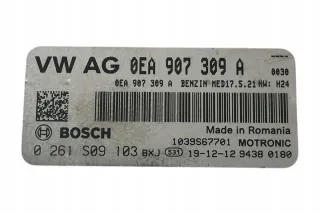 VW AG 0EA 907 309 A 0030
0EA 907 309 A BENZIN MED17.5.21 HW: H24
BOSCH Made in Romania
1039S67701 MOTRONIC
0 261 S09 103 BXJ S31 19-12-12 9438 0180